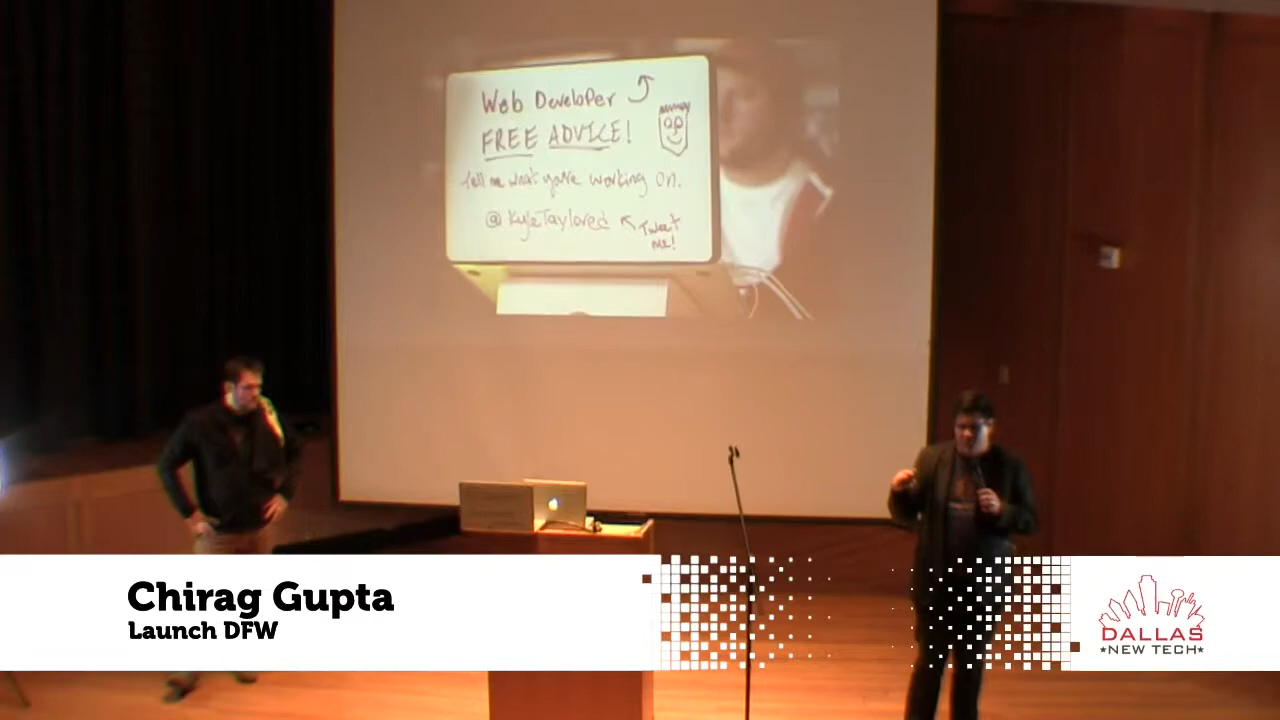 Web Developer
FREE ADVICE!
Tell me what you're working on.
@KyleTaylored
Tweet
me!
Chirag Gupta
Launch DFW
DALLAS
★NEW TECH★